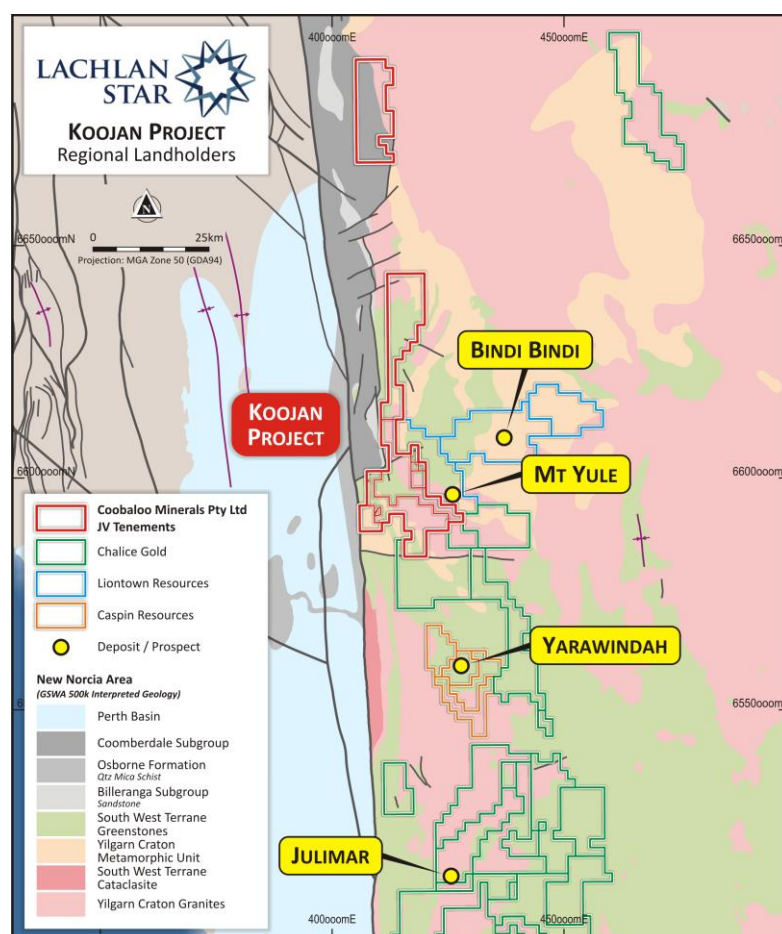 400000mE
450000mE
LACHLAN
STAR
KOOJAN PROJECT
Regional Landholders
N
6650000mN
6650000m
0
25km
Projection: MGA Zone 50 (GDA94)
BINDI BINDI
KOOJAN
PROJECT
MT YULE
6600000mN
6600000m
Coobaloo Minerals Pty Ltd
JV Tenements
Chalice Gold
Liontown Resources
Caspin Resources
Deposit / Prospect
YARAWINDAH
New Norcia Area
(GSWA 500k Interpreted Geology)
Perth Basin
Coomberdale Subgroup
Osborne Formation
Qtz Mica Schist
Billeranga Subgroup
Sandstone
South West Terrane
Greenstones
Yilgarn Craton
Metamorphic Unit
South West Terrane
Cataclasite
Yilgarn Craton Granites
6550000m
JULIMAR
400000mE
450000mE